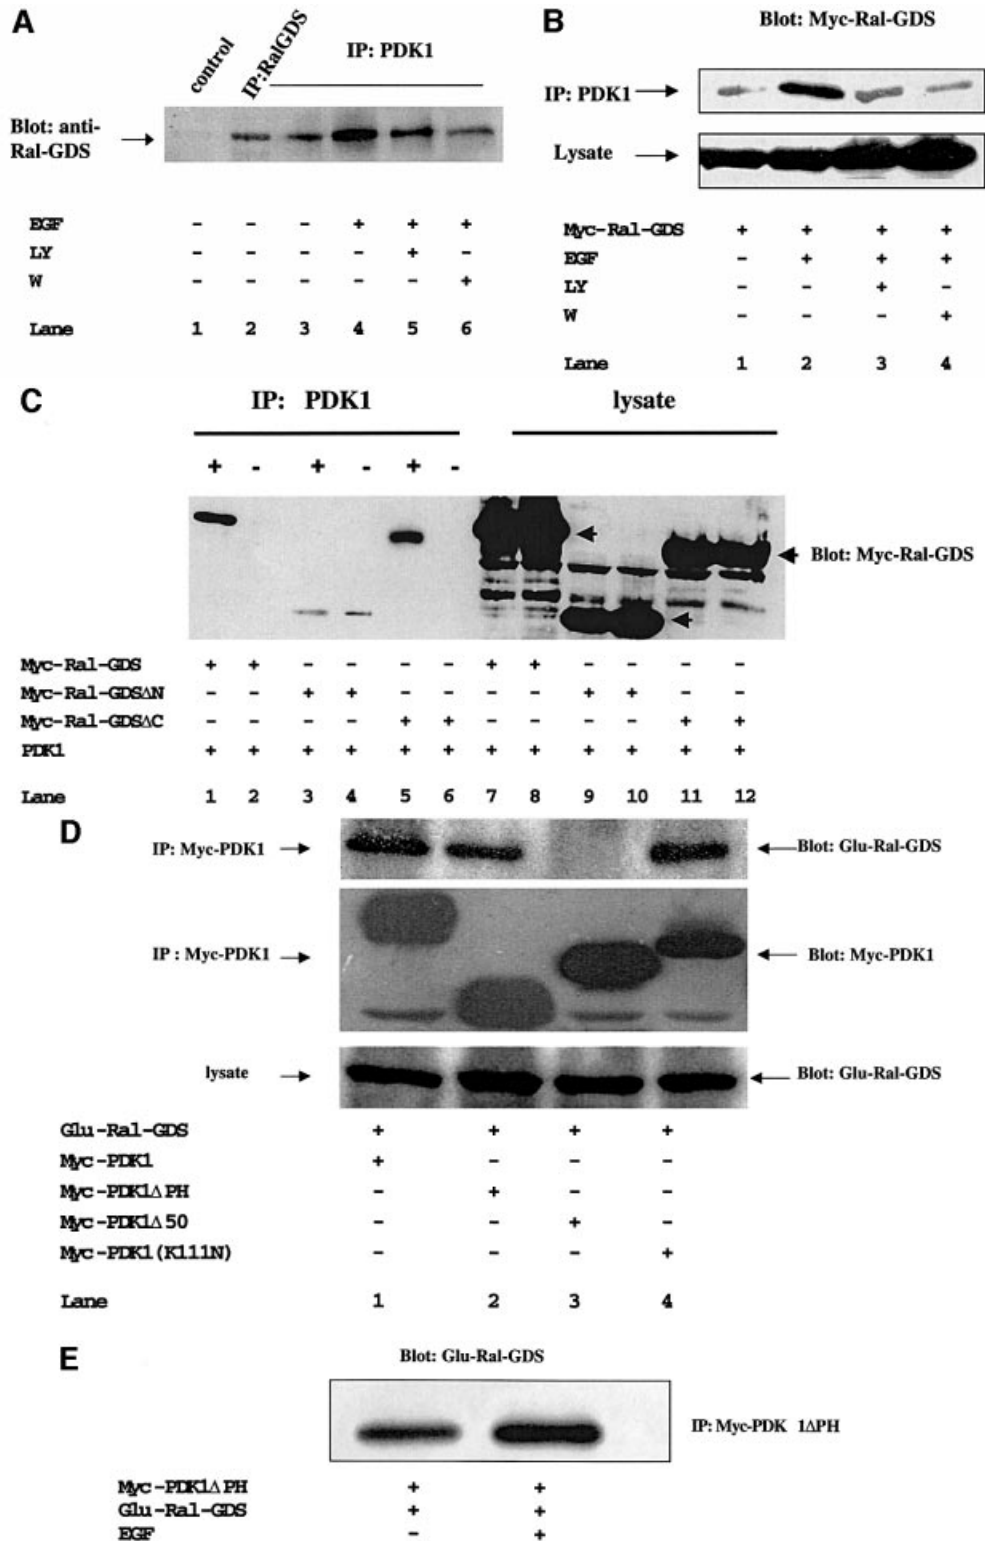 A
control
IP:RalGDS
IP: PDK1
Blot: anti-
Ral-GDS
EGF - - - + + +
LY - - - - + -
W - - - - - +
Lane 1 2 3 4 5 6
B
Blot: Myc-Ral-GDS
IP: PDK1
Lysate
Myc-Ral-GDS + + + +
EGF - + + +
LY - - + -
W - - - +
Lane 1 2 3 4
C
IP: PDK1 lysate
+ - + - + -
Blot: Myc-Ral-GDS
Myc-Ral-GDS + + - - - - + + - - - -
Myc-Ral-GDSΔN - - + + - - - - + + - -
Myc-Ral-GDSΔC - - - - + + - - - - + +
PDK1 + + + + + + + + + + + +
Lane 1 2 3 4 5 6 7 8 9 10 11 12
D
IP: Myc-PDK1 Blot: Glu-Ral-GDS
IP : Myc-PDK1 Blot: Myc-PDK1
lysate Blot: Glu-Ral-GDS
Glu-Ral-GDS + + + +
Myc-PDK1 + - - -
Myc-PDK1Δ PH - + - -
Myc-PDK1Δ 50 - - + -
Myc-PDK1(K111N) - - - +
Lane 1 2 3 4
E
Blot: Glu-Ral-GDS
IP: Myc-PDK 1ΔPH
Myc-PDK1Δ PH + +
Glu-Ral-GDS + +
EGF - +